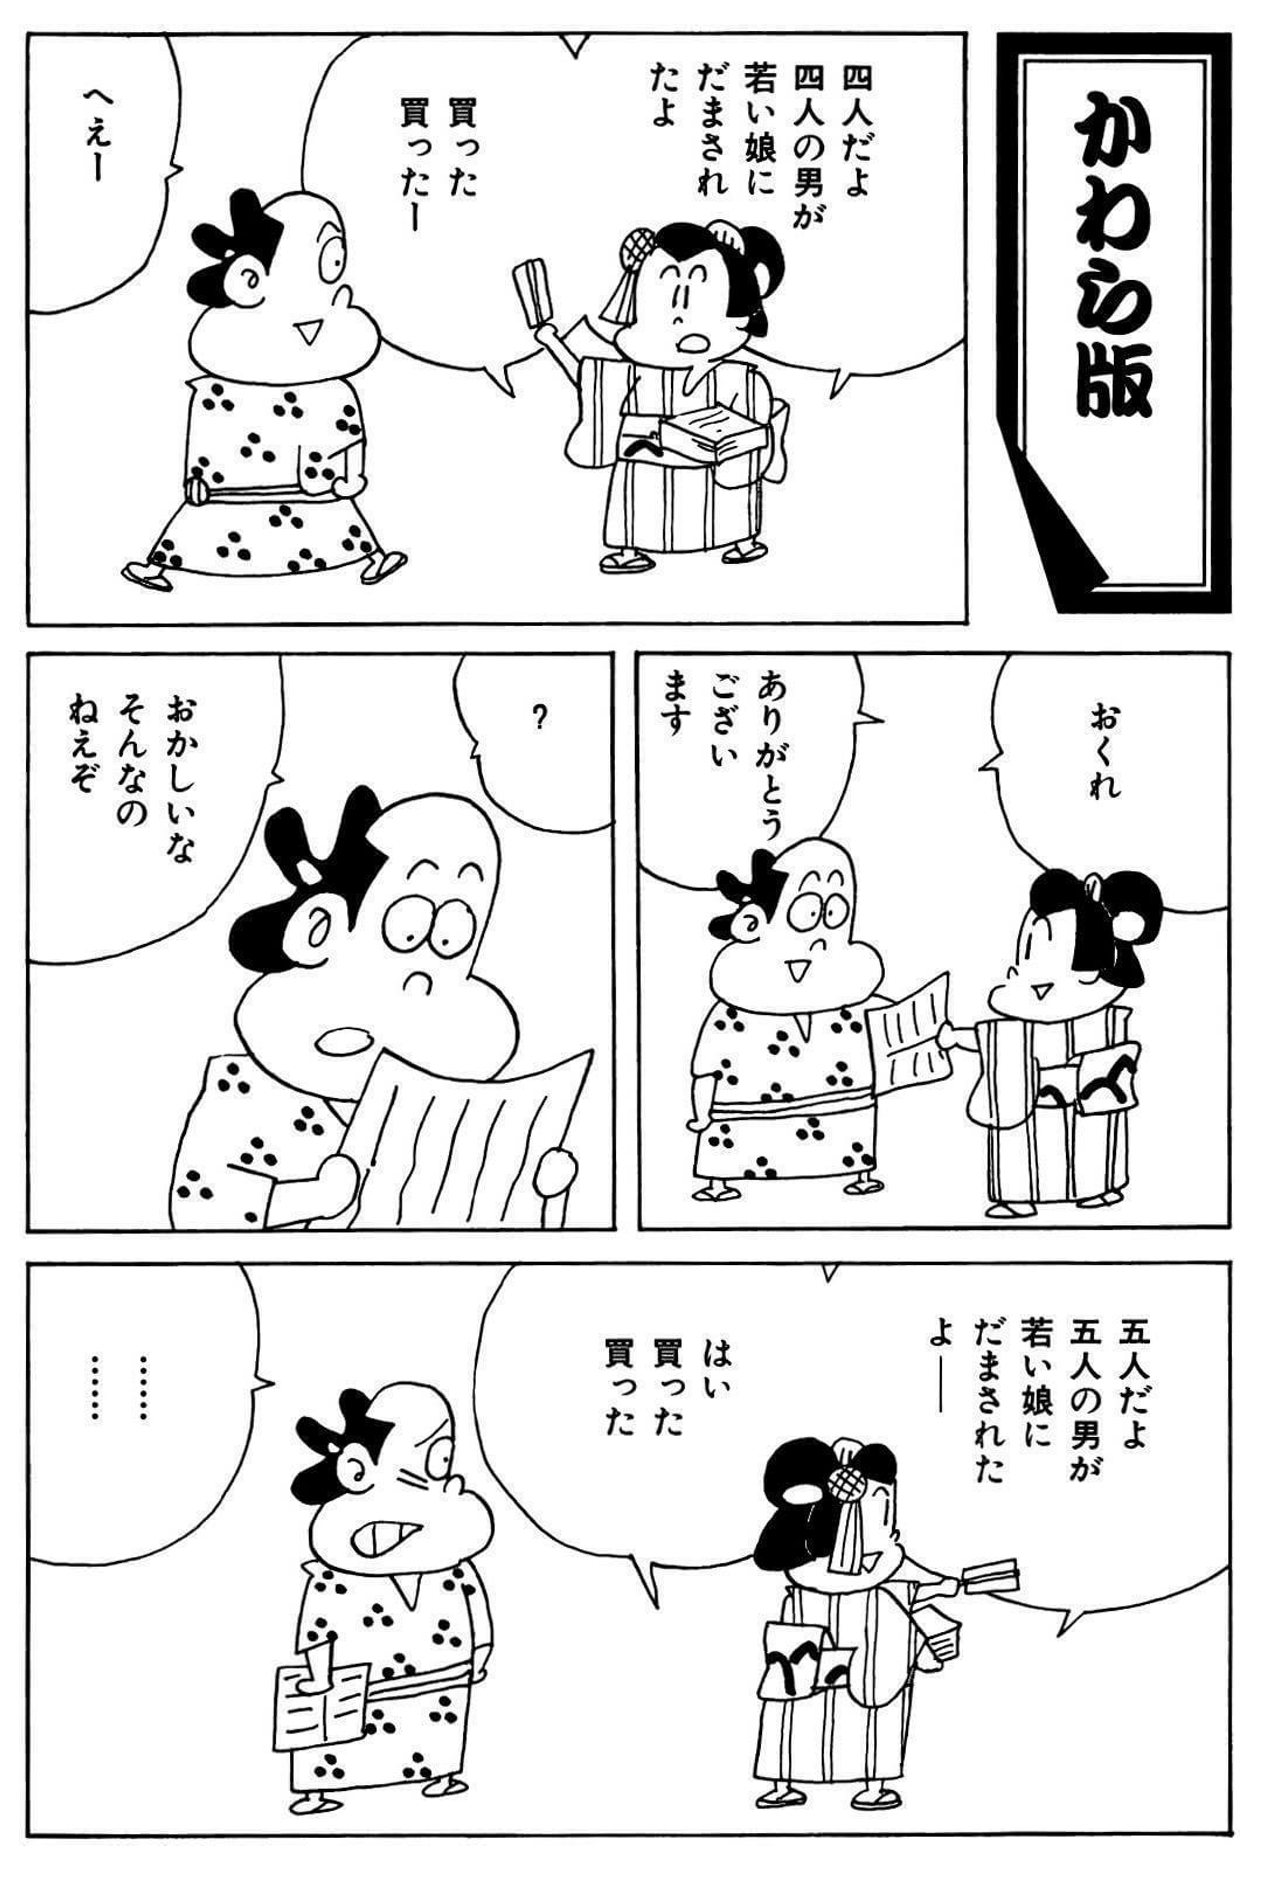 かわら版
四人だよ
四人の男が
若い娘に
だまされ
たよ
買った
買ったー
へえー
おくれ
ありがとう
ござい
ます
?
おかしいな
そんなの
ねえぞ
五人だよ
五人の男が
若い娘に
だまされた
よ――
はい
買った
買った
……
……